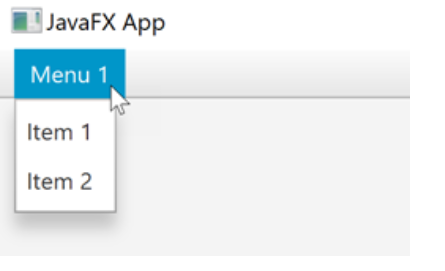 JavaFX App
Menu 1
Item 1
Item 2